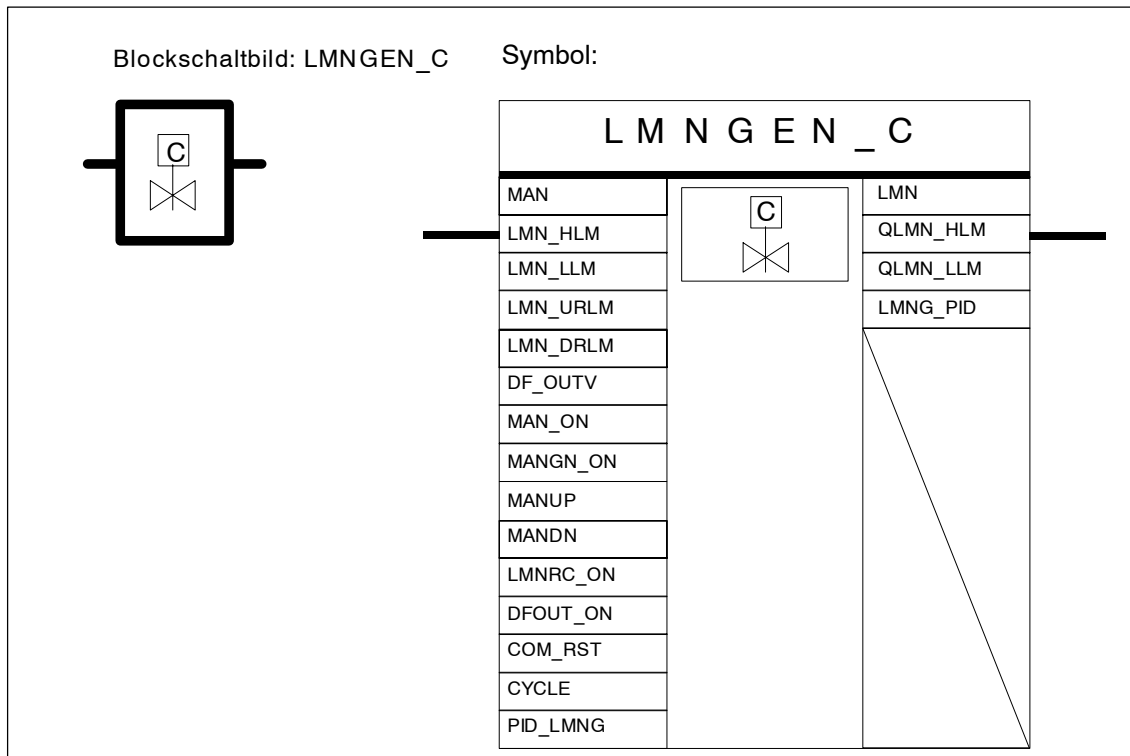 Blockschaltbild: LMNGEN_C
Symbol:
C
LMNGEN_C
MAN
LMN_HLM
LMN_LLM
LMN_URLM
LMN_DRLM
DF_OUTV
MAN_ON
MANGN_ON
MANUP
MANDN
LMNRC_ON
DFOUT_ON
COM_RST
CYCLE
PID_LMNG
C
LMN
QLMN_HLM
QLMN_LLM
LMNG_PID